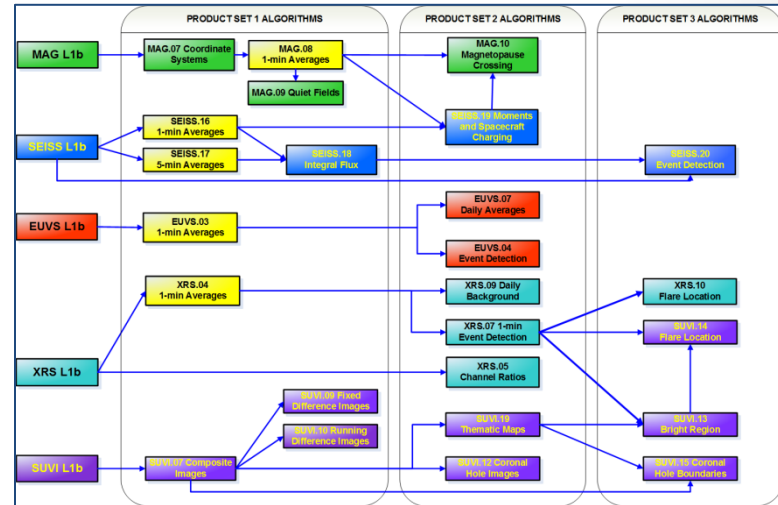 PRODUCT SET 1 ALGORITHMS
PRODUCT SET 2 ALGORITHMS
PRODUCT SET 3 ALGORITHMS
MAG L1b
MAG.07 Coordinate
Systems
MAG.08
1-min Averages
MAG.10
Magnetopause
Crossing
MAG.09 Quiet Fields
SEISS L1b
SEISS.16
1-min Averages
SEISS.17
5-min Averages
SEISS.18
Integral Flux
SEISS.19 Moments
and Spacecraft
Charging
SEISS.20
Event Detection
EUVS L1b
EUVS.03
1-min Averages
EUVS.07
Daily Averages
EUVS.04
Event Detection
XRS L1b
XRS.04
1-min Averages
XRS.09 Daily
Background
XRS.07 1-min
Event Detection
XRS.05
Channel Ratios
XRS.10
Flare Location
SUVI.14
Flare Location
SUVI L1b
SUVI.07 Composite
Images
SUVI.09 Fixed
Difference Images
SUVI.10 Running
Difference Images
SUVI.19
Thematic Maps
SUVI.12 Coronal
Hole Images
SUVI.13
Bright Region
SUVI.15 Coronal
Hole Boundaries